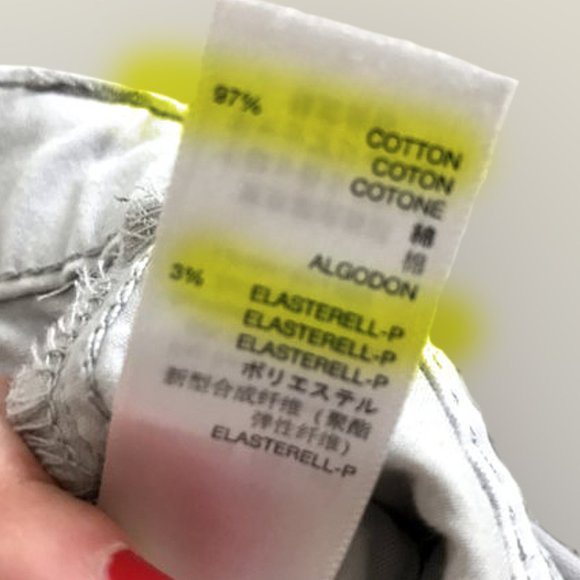 97% COTTON
COTON
COTONE
綿
棉
ALGODON
3% ELASTERELL-P
ELASTERELL-P
ELASTERELL-P
ポリエステル
新型合成纤维(聚酯
弹性纤维)
ELASTERELL-P